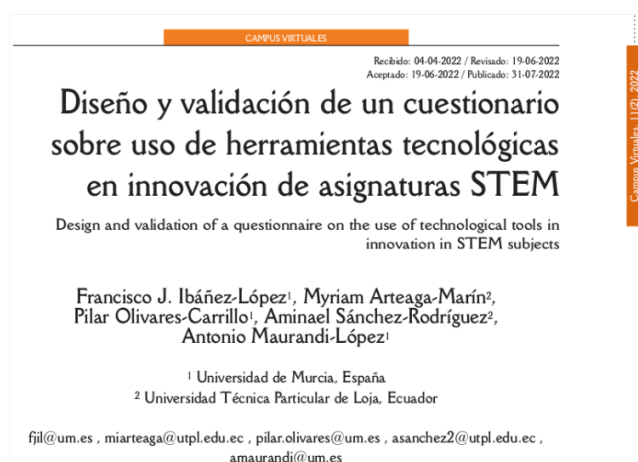 CAMPUS VIRTUALES
Recibido: 04-04-2022 / Revisado: 19-06-2022
Aceptado: 19-06-2022 / Publicado: 31-07-2022
Diseño y validación de un cuestionario
sobre uso de herramientas tecnológicas
en innovación de asignaturas STEM
Design and validation of a questionnaire on the use of technological tools in
innovation in STEM subjects
Francisco J. Ibáñez-López¹, Myriam Arteaga-Marín²,
Pilar Olivares-Carrillo¹, Aminael Sánchez-Rodríguez²,
Antonio Maurandi-López¹
¹ Universidad de Murcia, España
² Universidad Técnica Particular de Loja, Ecuador
fjil@um.es , miarteaga@utpl.edu.ec , pilar.olivares@um.es , asanchez2@utpl.edu.ec ,
amaurandi@um.es
Campus Virtuales, 11(2), 2022